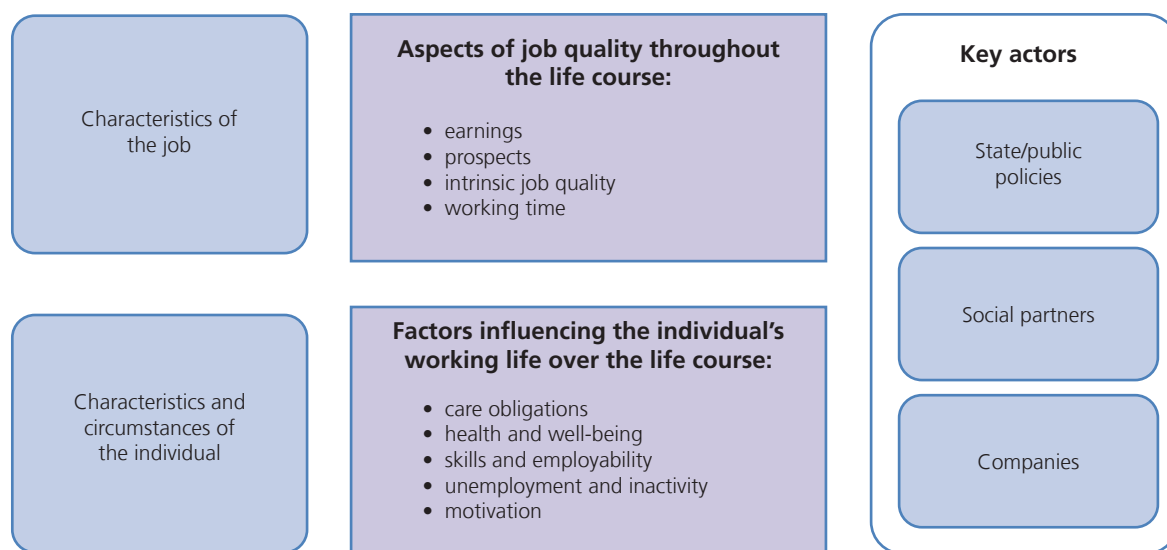 Characteristics of
the job
Aspects of job quality throughout
the life course:
• earnings
• prospects
• intrinsic job quality
• working time
Characteristics and
circumstances of
the individual
Factors influencing the individual’s
working life over the life course:
• care obligations
• health and well-being
• skills and employability
• unemployment and inactivity
• motivation
Key actors
State/public
policies
Social partners
Companies